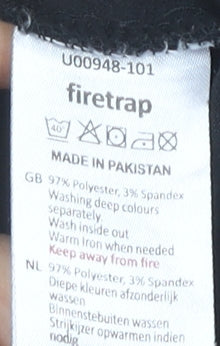 U00948-101
firetrap
40°
MADE IN PAKISTAN
GB 97% Polyester, 3% Spandex
Washing deep colours
separately
Wash inside out
Warm Iron when needed
Keep away from fire
NL 97% Polyester, 3% Spandex
Diepe kleuren afzonderlijk
wassen
Binnenstebuiten wassen
Strijkijzer opwarmen indien
nodig